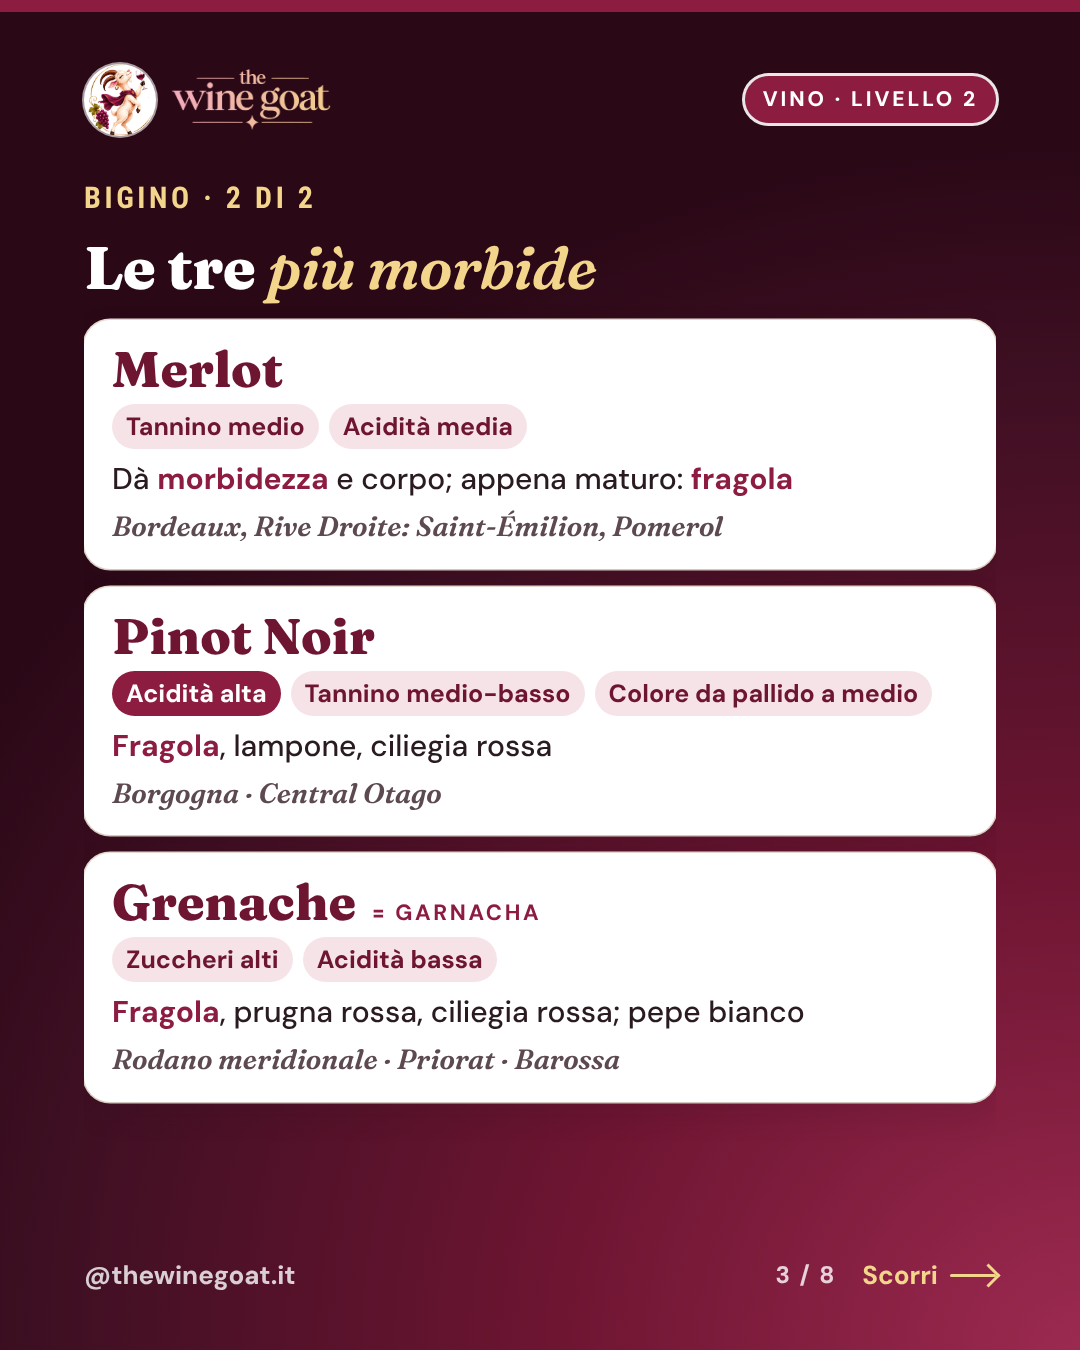 the
wine goat
VINO · LIVELLO 2
BIGINO · 2 DI 2
Le tre più morbide
Merlot
Tannino medio Acidità media
Dà morbidezza e corpo; appena maturo: fragola
Bordeaux, Rive Droite: Saint-Émilion, Pomerol
Pinot Noir
Acidità alta Tannino medio-basso Colore da pallido a medio
Fragola, lampone, ciliegia rossa
Borgogna · Central Otago
Grenache = GARNACHA
Zuccheri alti Acidità bassa
Fragola, prugna rossa, ciliegia rossa; pepe bianco
Rodano meridionale · Priorat · Barossa
@thewinegoat.it 3 / 8 Scorri